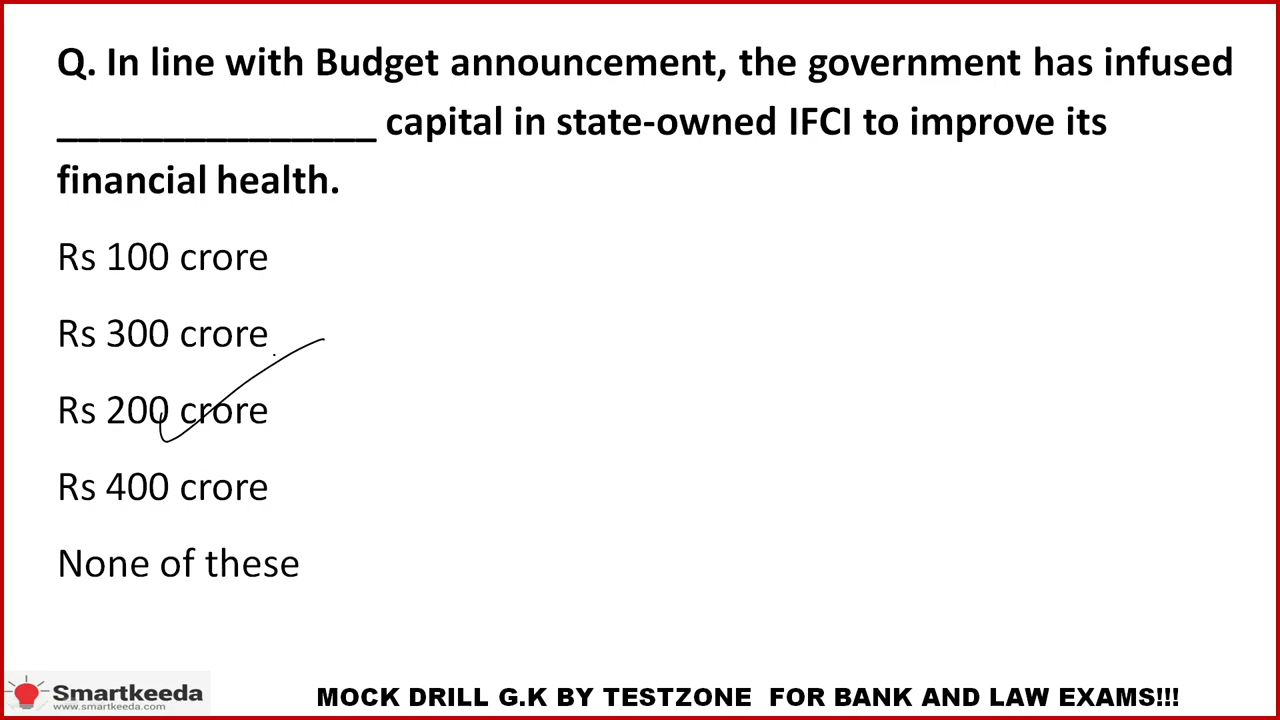 Q. In line with Budget announcement, the government has infused
_______________ capital in state-owned IFCI to improve its
financial health.
Rs 100 crore
Rs 300 crore
Rs 200 crore
Rs 400 crore
None of these
Smartkeeda
www.smartkeeda.com
MOCK DRILL G.K BY TESTZONE FOR BANK AND LAW EXAMS!!!